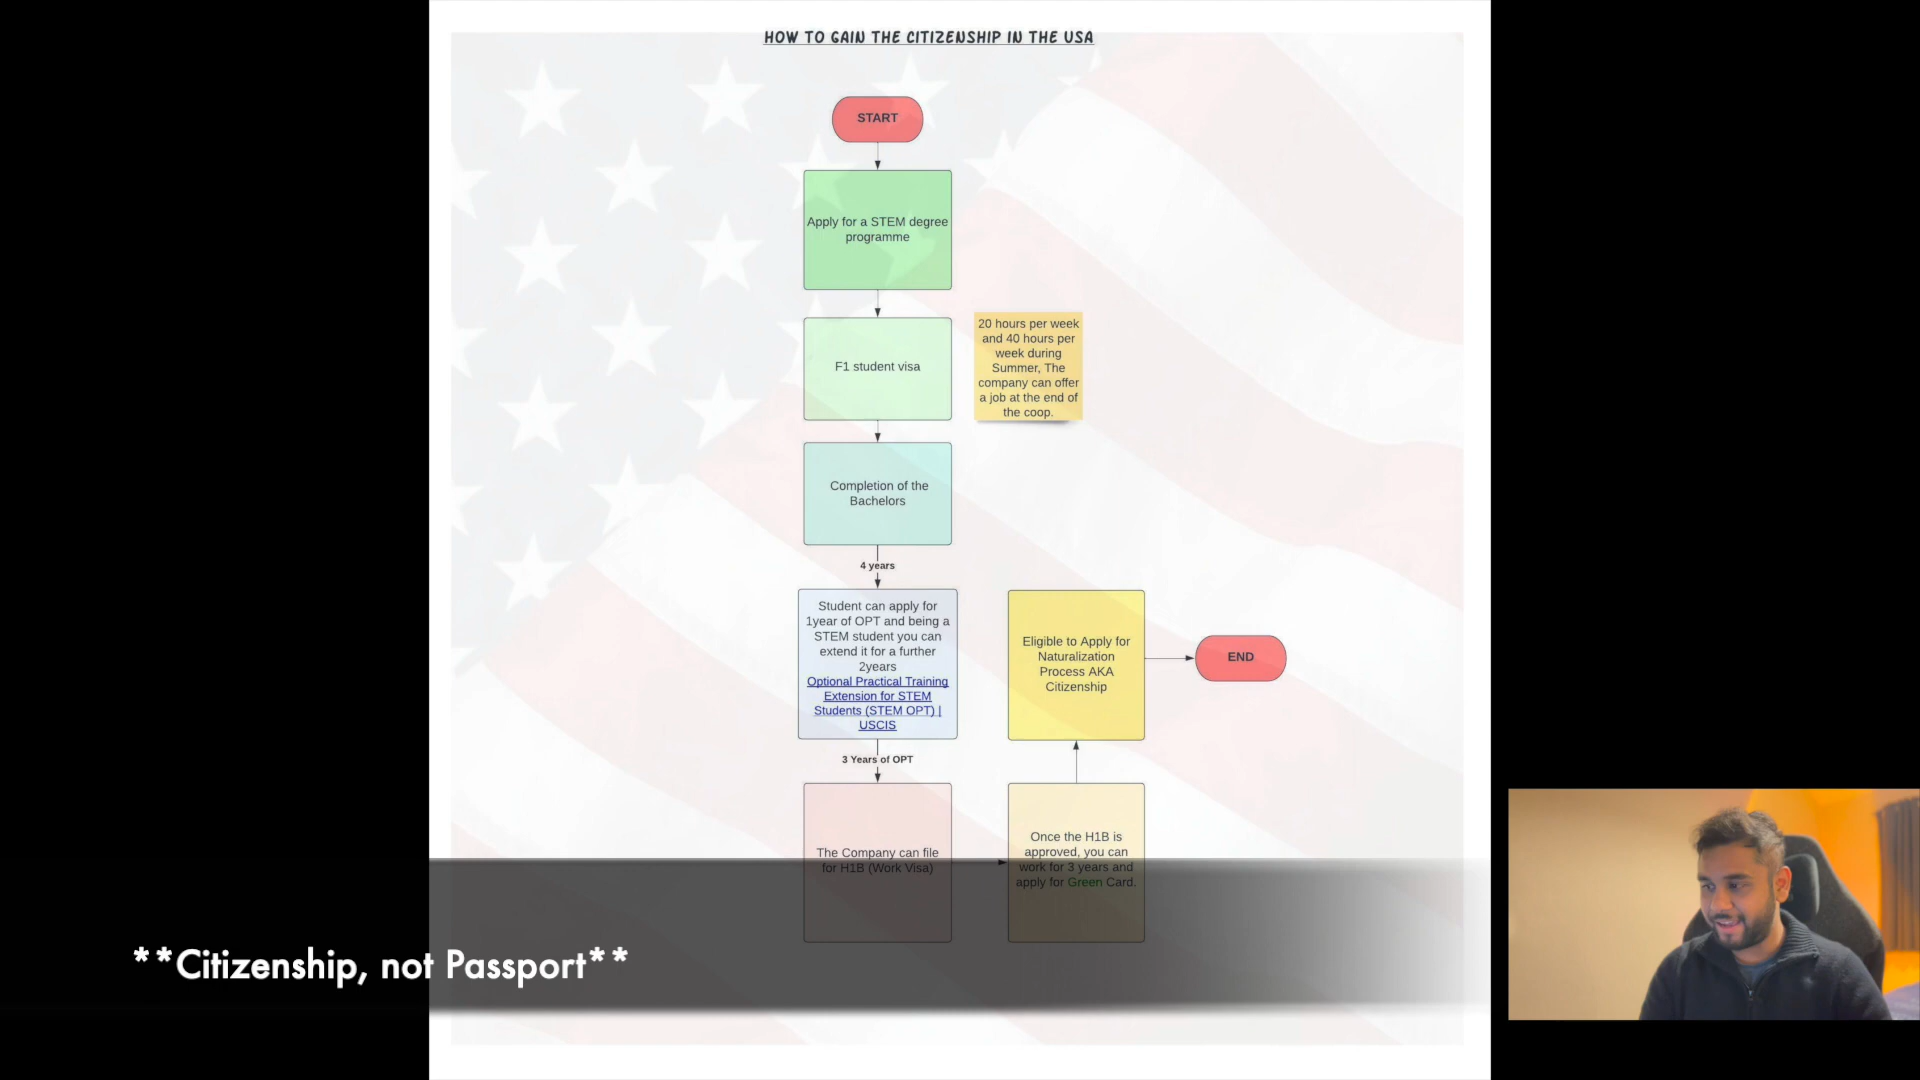 HOW TO GAIN THE CITIZENSHIP IN THE USA
START
Apply for a STEM degree
programme
F1 student visa
20 hours per week
and 40 hours per
week during
Summer, The
company can offer
a job at the end of
the coop.
Completion of the
Bachelors
4 years
Student can apply for
1year of OPT and being a
STEM student you can
extend it for a further
2years
Optional Practical Training
Extension for STEM
Students (STEM OPT) |
USCIS
3 Years of OPT
The Company can file
for H1B (Work Visa)
Once the H1B is
approved, you can
work for 3 years and
apply for Green Card.
Eligible to Apply for
Naturalization
Process AKA
Citizenship
END
**Citizenship, not Passport**